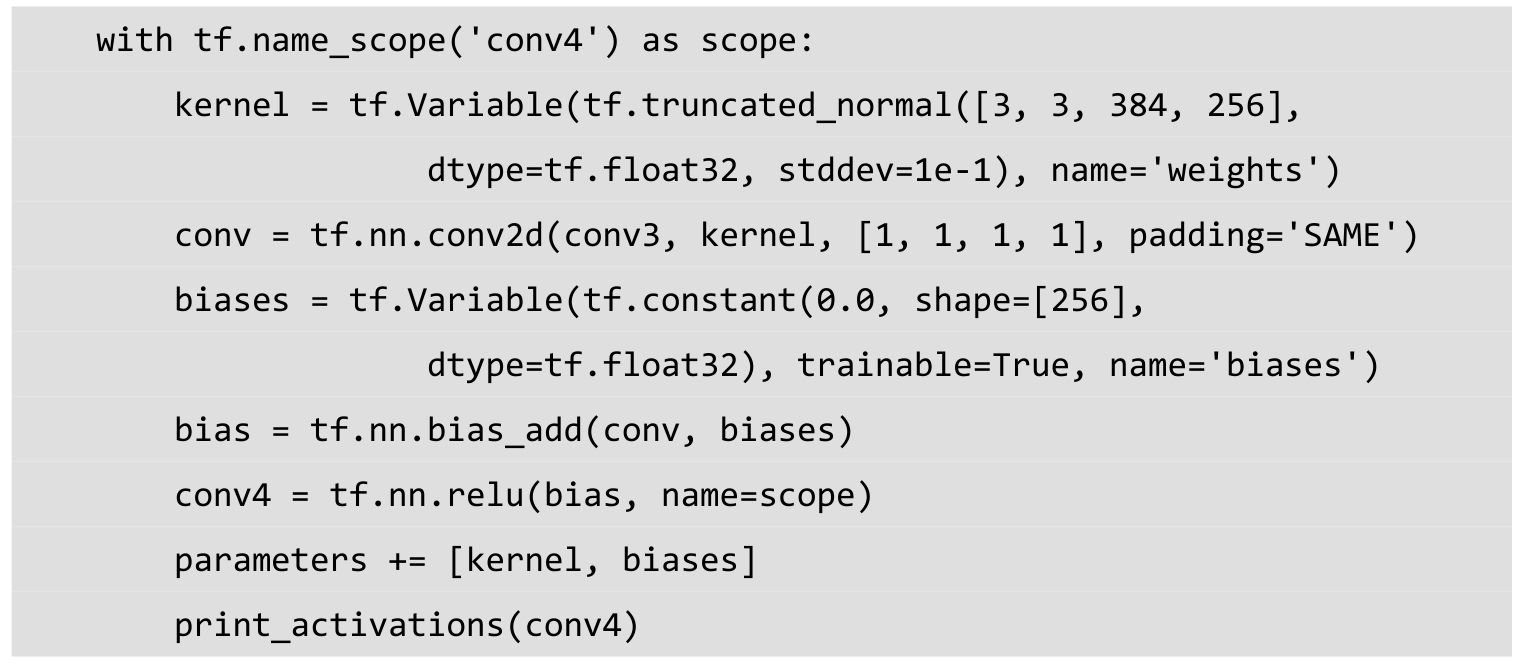 with tf.name_scope('conv4') as scope:
kernel = tf.Variable(tf.truncated_normal([3, 3, 384, 256],
dtype=tf.float32, stddev=1e-1), name='weights')
conv = tf.nn.conv2d(conv3, kernel, [1, 1, 1, 1], padding='SAME')
biases = tf.Variable(tf.constant(0.0, shape=[256],
dtype=tf.float32), trainable=True, name='biases')
bias = tf.nn.bias_add(conv, biases)
conv4 = tf.nn.relu(bias, name=scope)
parameters += [kernel, biases]
print_activations(conv4)